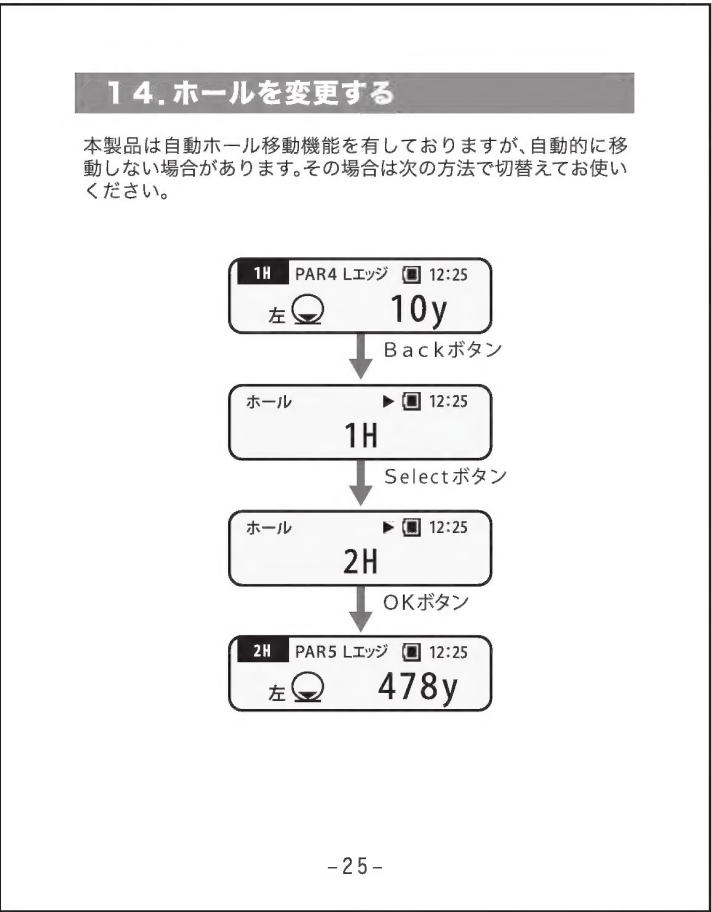 14.ホールを変更する
本製品は自動ホール移動機能を有しておりますが、自動的に移
動しない場合があります。その場合は次の方法で切替えてお使い
ください。
1H PAR4 Lエッジ 12:25
左 10y
Backボタン
ホール ▶ 12:25
1H
Selectボタン
ホール ▶ 12:25
2H
OKボタン
2H PAR5 Lエッジ 12:25
左 478y
-25-